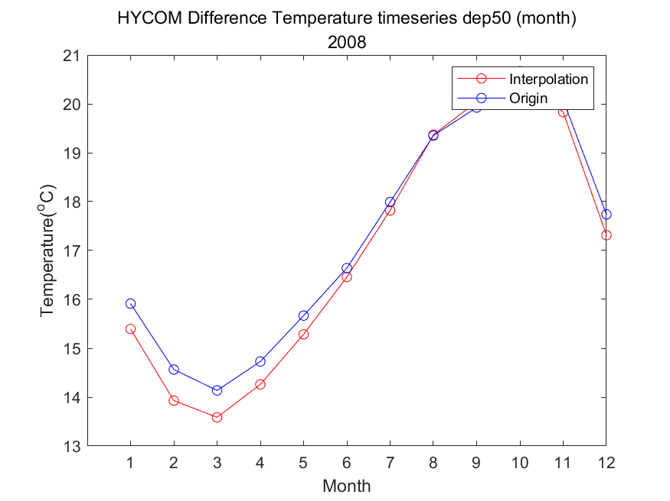 HYCOM Difference Temperature timeseries dep50 (month)
2008
21
20
19
18
17
16
15
14
13
Temperature(°C)
Interpolation
Origin
1 2 3 4 5 6 7 8 9 10 11 12
Month